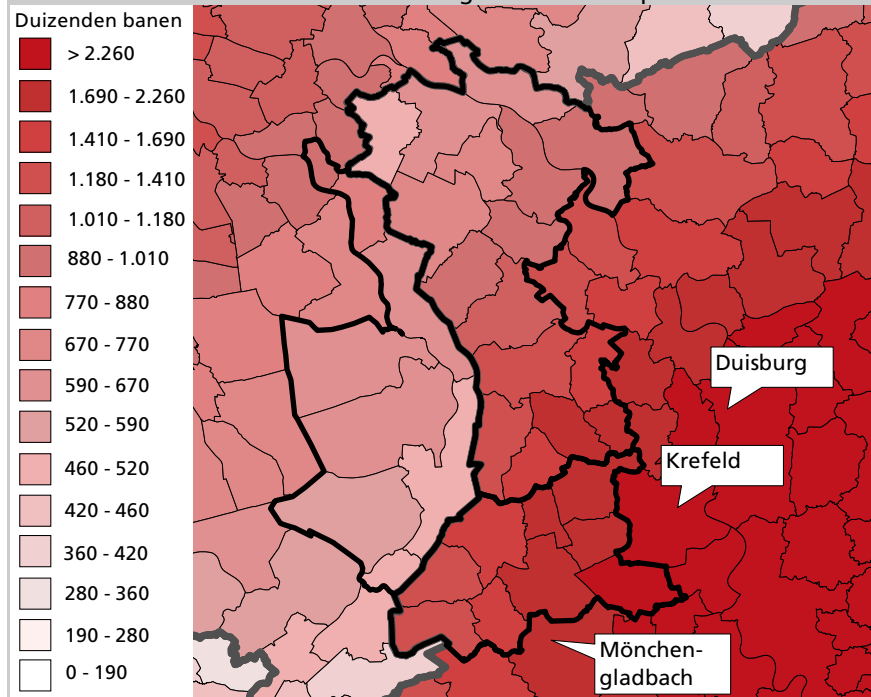 Duizenden banen
> 2.260
1.690 - 2.260
1.410 - 1.690
1.180 - 1.410
1.010 - 1.180
880 - 1.010
770 - 880
670 - 770
590 - 670
520 - 590
460 - 520
420 - 460
360 - 420
280 - 360
190 - 280
0 - 190
Duisburg
Krefeld
Mönchen-
gladbach